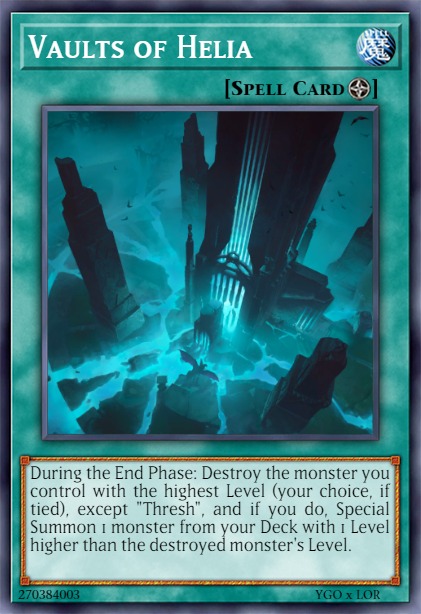 Vaults of Helia
[Spell Card]
During the End Phase: Destroy the monster you
control with the highest Level (your choice, if
tied), except "Thresh", and if you do, Special
Summon 1 monster from your Deck with 1 Level
higher than the destroyed monster's Level.
270384003
YGO x LOR